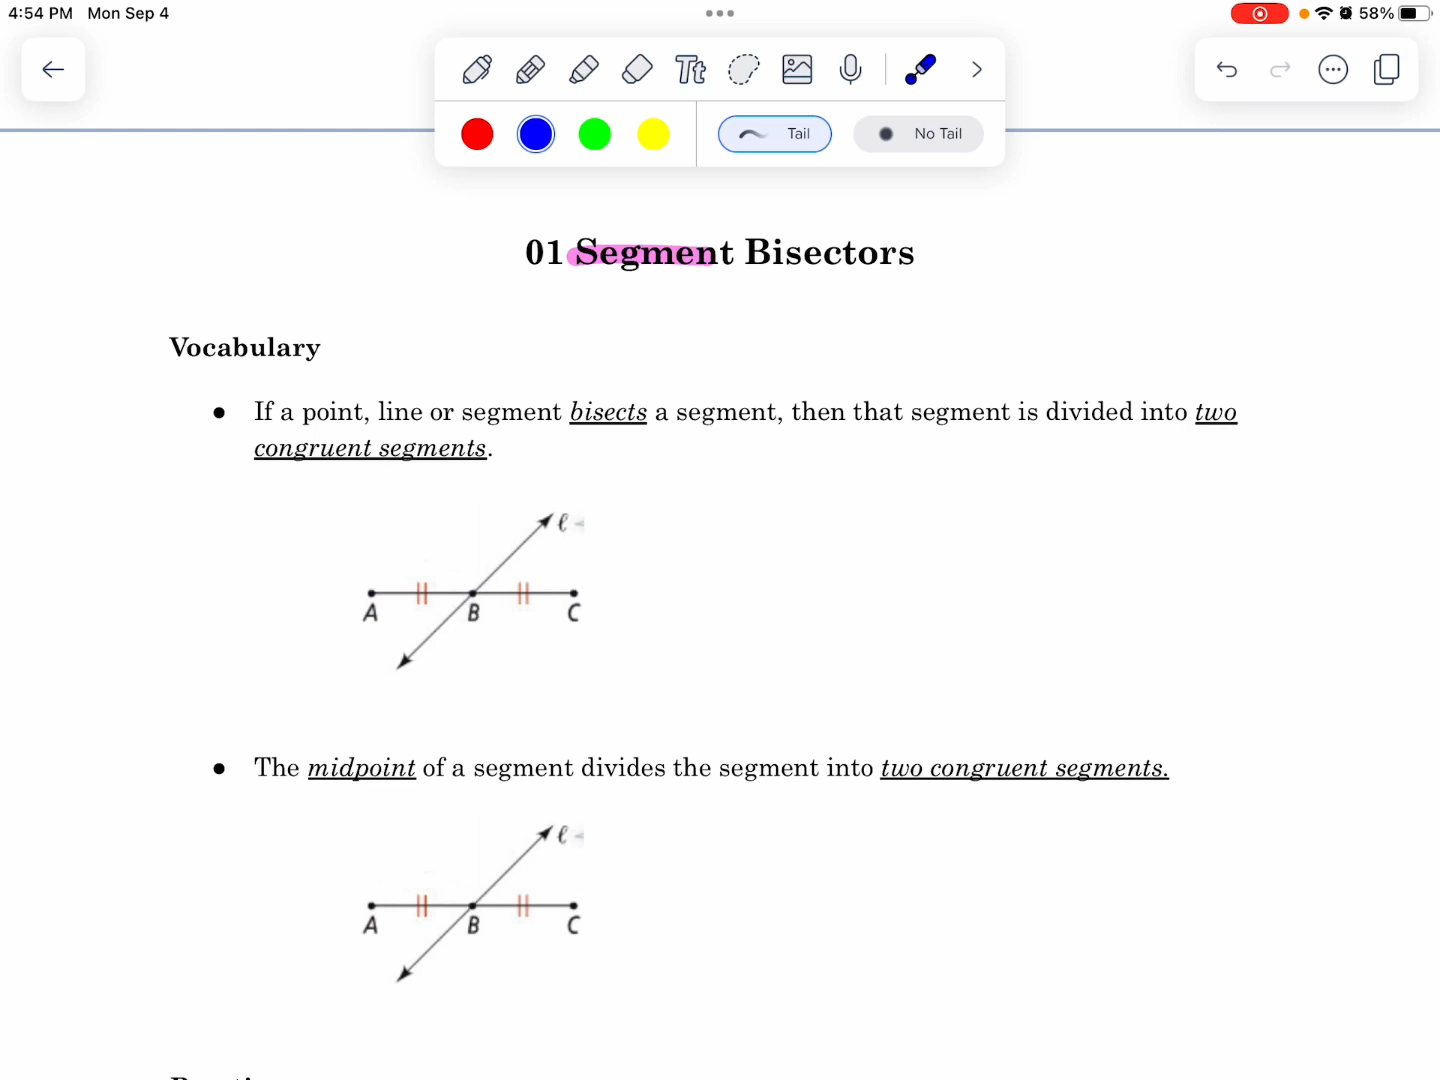 4:54 PM Mon Sep 4
58%
Tt
Tail
No Tail
01 Segment Bisectors
Vocabulary
● If a point, line or segment bisects a segment, then that segment is divided into two
congruent segments.
ℓ
A B C
● The midpoint of a segment divides the segment into two congruent segments.
ℓ
A B C